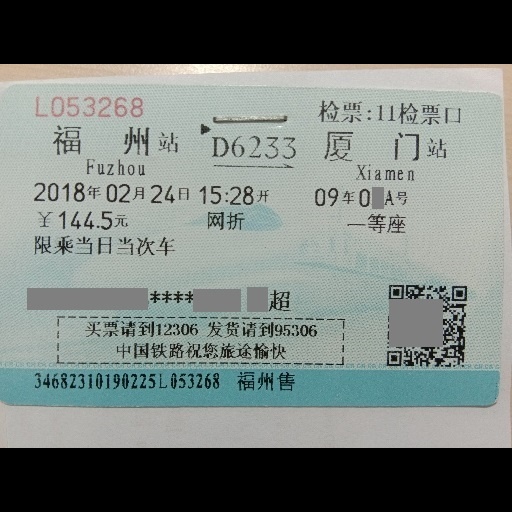 L053268 检票:11检票口
福州站 D6233 厦门站
Fuzhou Xiamen
2018年02月24日 15:28开 09车0A号
￥144.5元 网折 一等座
限乘当日当次车
**** 超
买票请到12306 发货请到95306
中国铁路祝您旅途愉快
34682310190225L053268 福州售